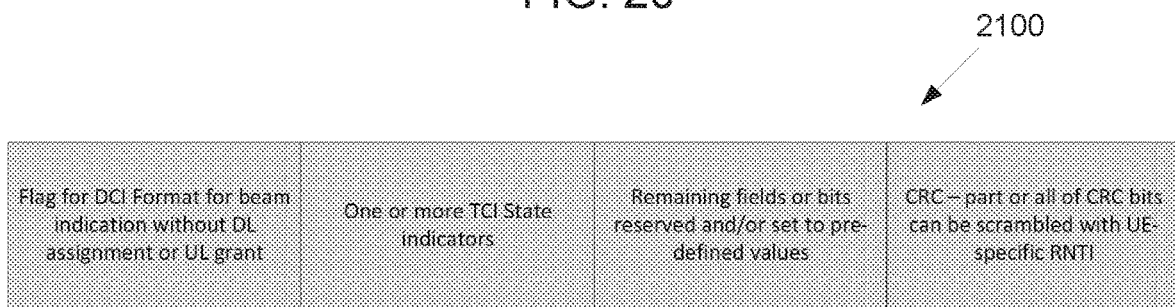 FIG. 20
2100
Flag for DCI Format for beam
indication without DL
assignment or UL grant
One or more TCI State
indicators
Remaining fields or bits
reserved and/or set to pre-
defined values
CRC – part or all of CRC bits
can be scrambled with UE-
specific RNTI